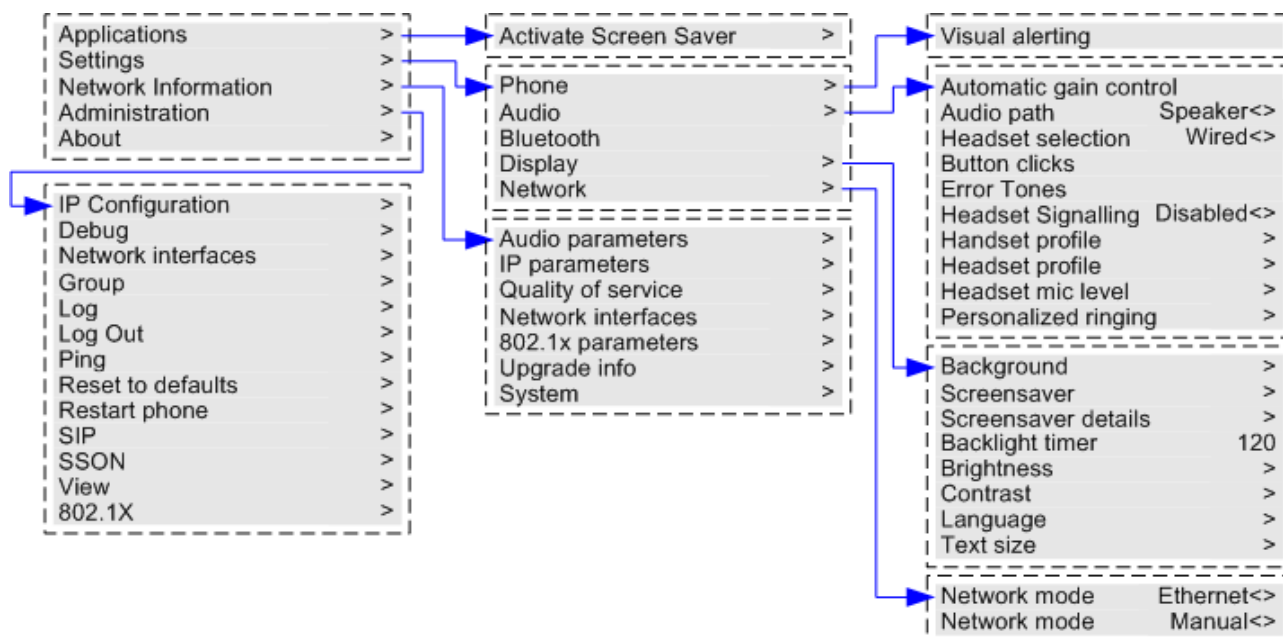 Applications >
Settings >
Network Information >
Administration >
About >
IP Configuration >
Debug >
Network interfaces >
Group >
Log >
Log Out >
Ping >
Reset to defaults >
Restart phone >
SIP >
SSON >
View >
802.1X >
Activate Screen Saver >
Phone >
Audio >
Bluetooth
Display >
Network >
Audio parameters >
IP parameters >
Quality of service >
Network interfaces >
802.1x parameters >
Upgrade info >
System >
Visual alerting
Automatic gain control
Audio path Speaker<>
Headset selection Wired<>
Button clicks
Error Tones
Headset Signalling Disabled<>
Handset profile >
Headset profile >
Headset mic level >
Personalized ringing >
Background >
Screensaver >
Screensaver details >
Backlight timer 120
Brightness >
Contrast >
Language >
Text size >
Network mode Ethernet<>
Network mode Manual<>